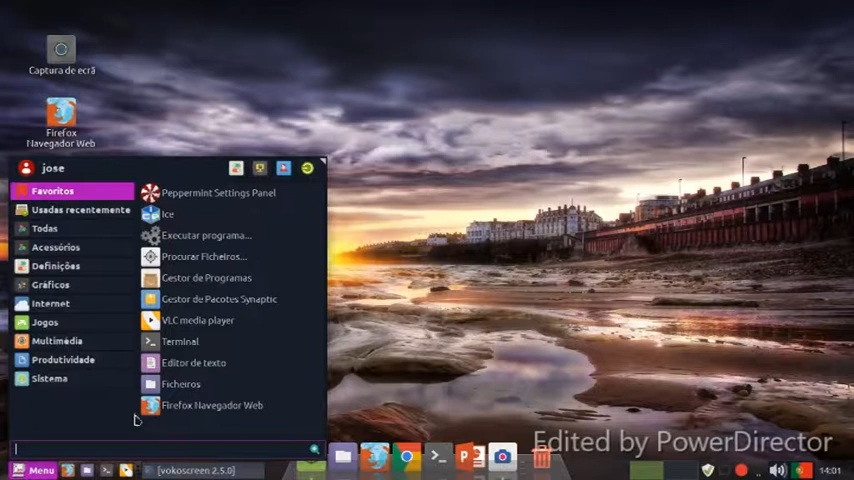 Captura de ecrã
Firefox
Navegador Web
jose
Favoritos
Usadas recentemente
Todas
Acessórios
Definições
Gráficos
Internet
Jogos
Multimédia
Produtividade
Sistema
Peppermint Settings Panel
Ice
Executar programa...
Procurar Ficheiros...
Gestor de Programas
Gestor de Pacotes Synaptic
VLC media player
Terminal
Editor de texto
Ficheiros
Firefox Navegador Web
Edited by PowerDirector
Menu
[vokoscreen 2.5.0]
14:01